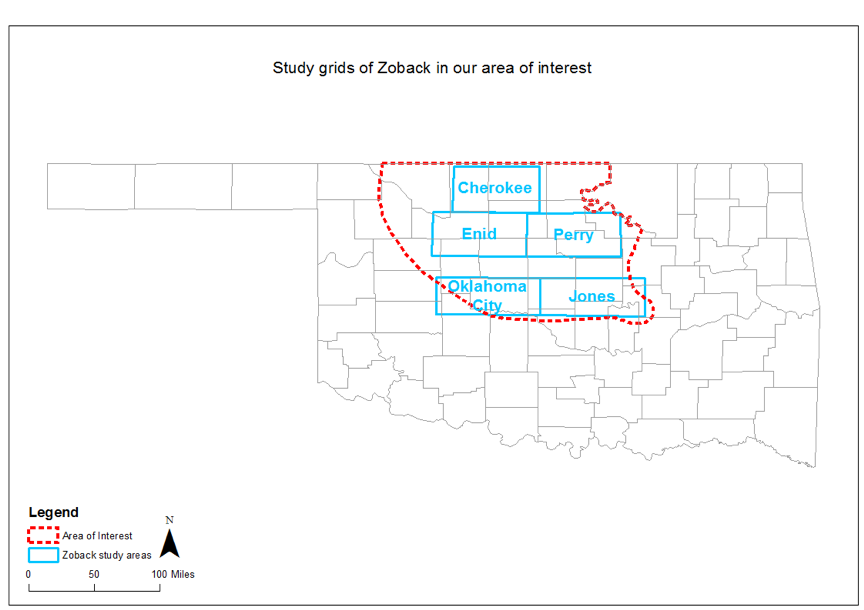 Study grids of Zoback in our area of interest
Cherokee
Enid
Perry
Oklahoma
City
Jones
Legend
N
Area of Interest
Zoback study areas
0 50 100 Miles